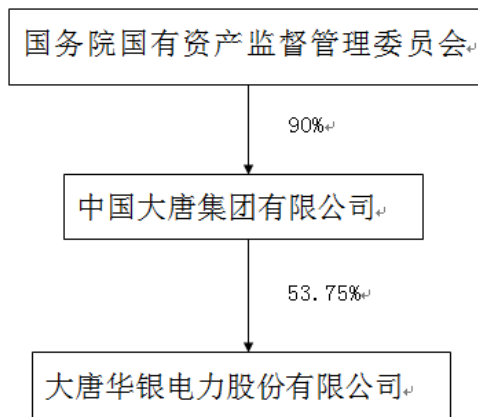 国务院国有资产监督管理委员会
90%
中国大唐集团有限公司
53.75%
大唐华银电力股份有限公司